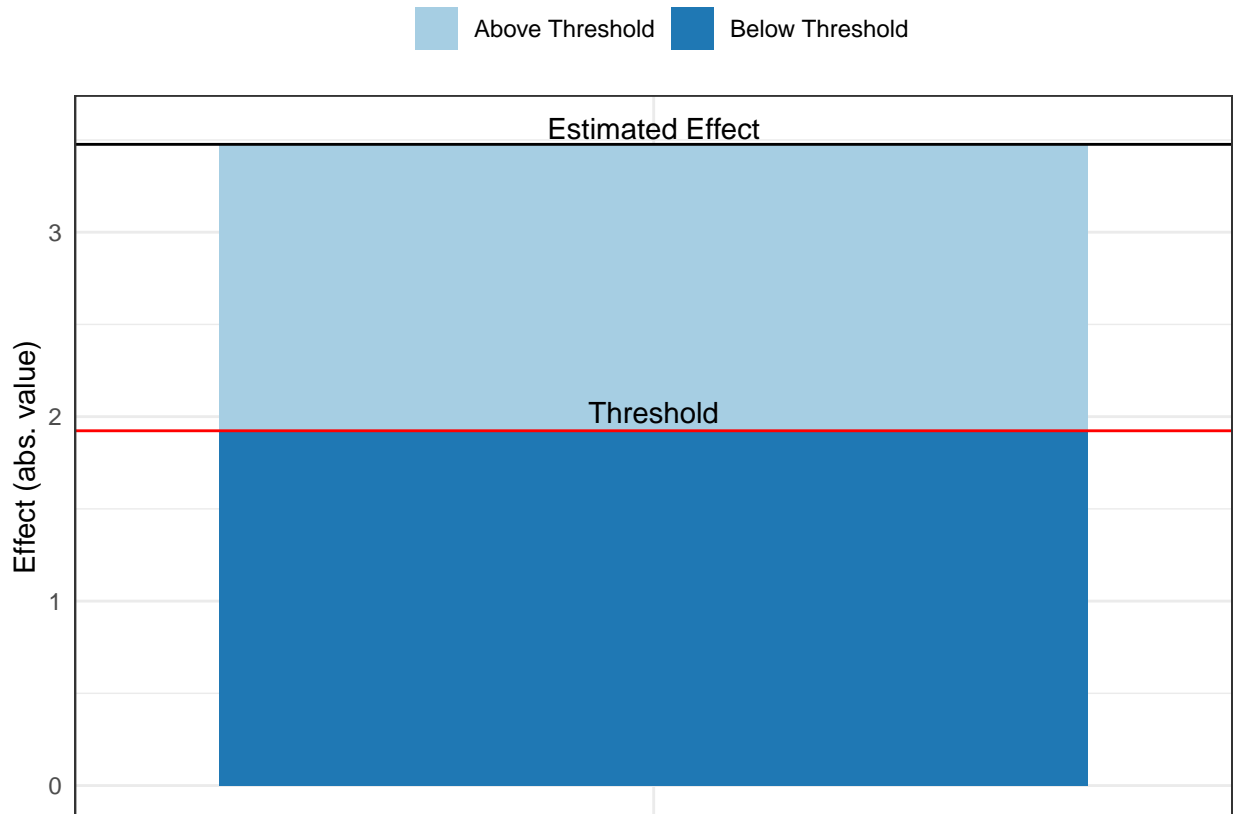 Above Threshold Below Threshold
Estimated Effect
3
Threshold
2
Effect (abs. value)
1
0